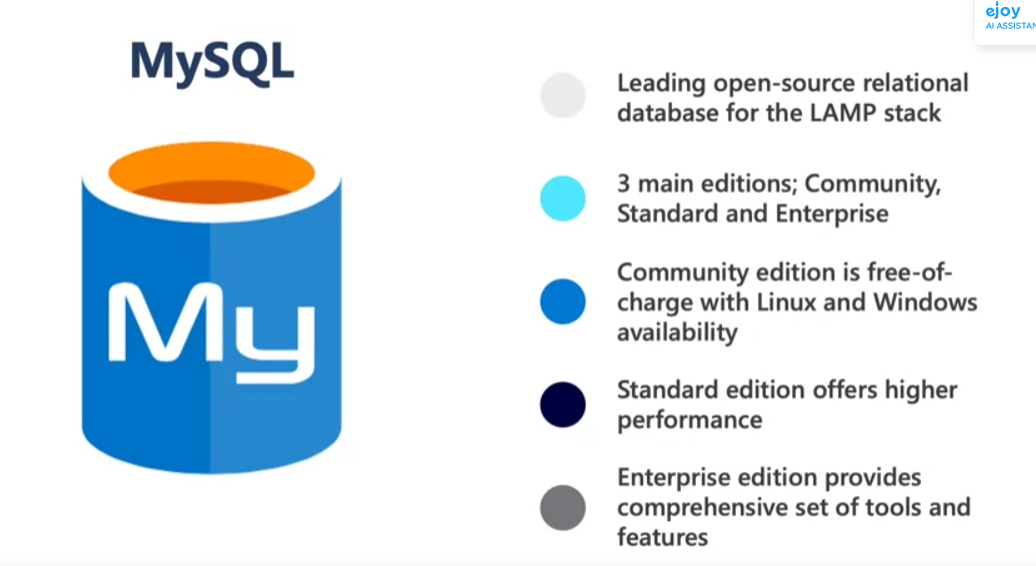 ejoy
AI ASSISTAN
MySQL
My
Leading open-source relational
database for the LAMP stack
3 main editions; Community,
Standard and Enterprise
Community edition is free-of-
charge with Linux and Windows
availability
Standard edition offers higher
performance
Enterprise edition provides
comprehensive set of tools and
features